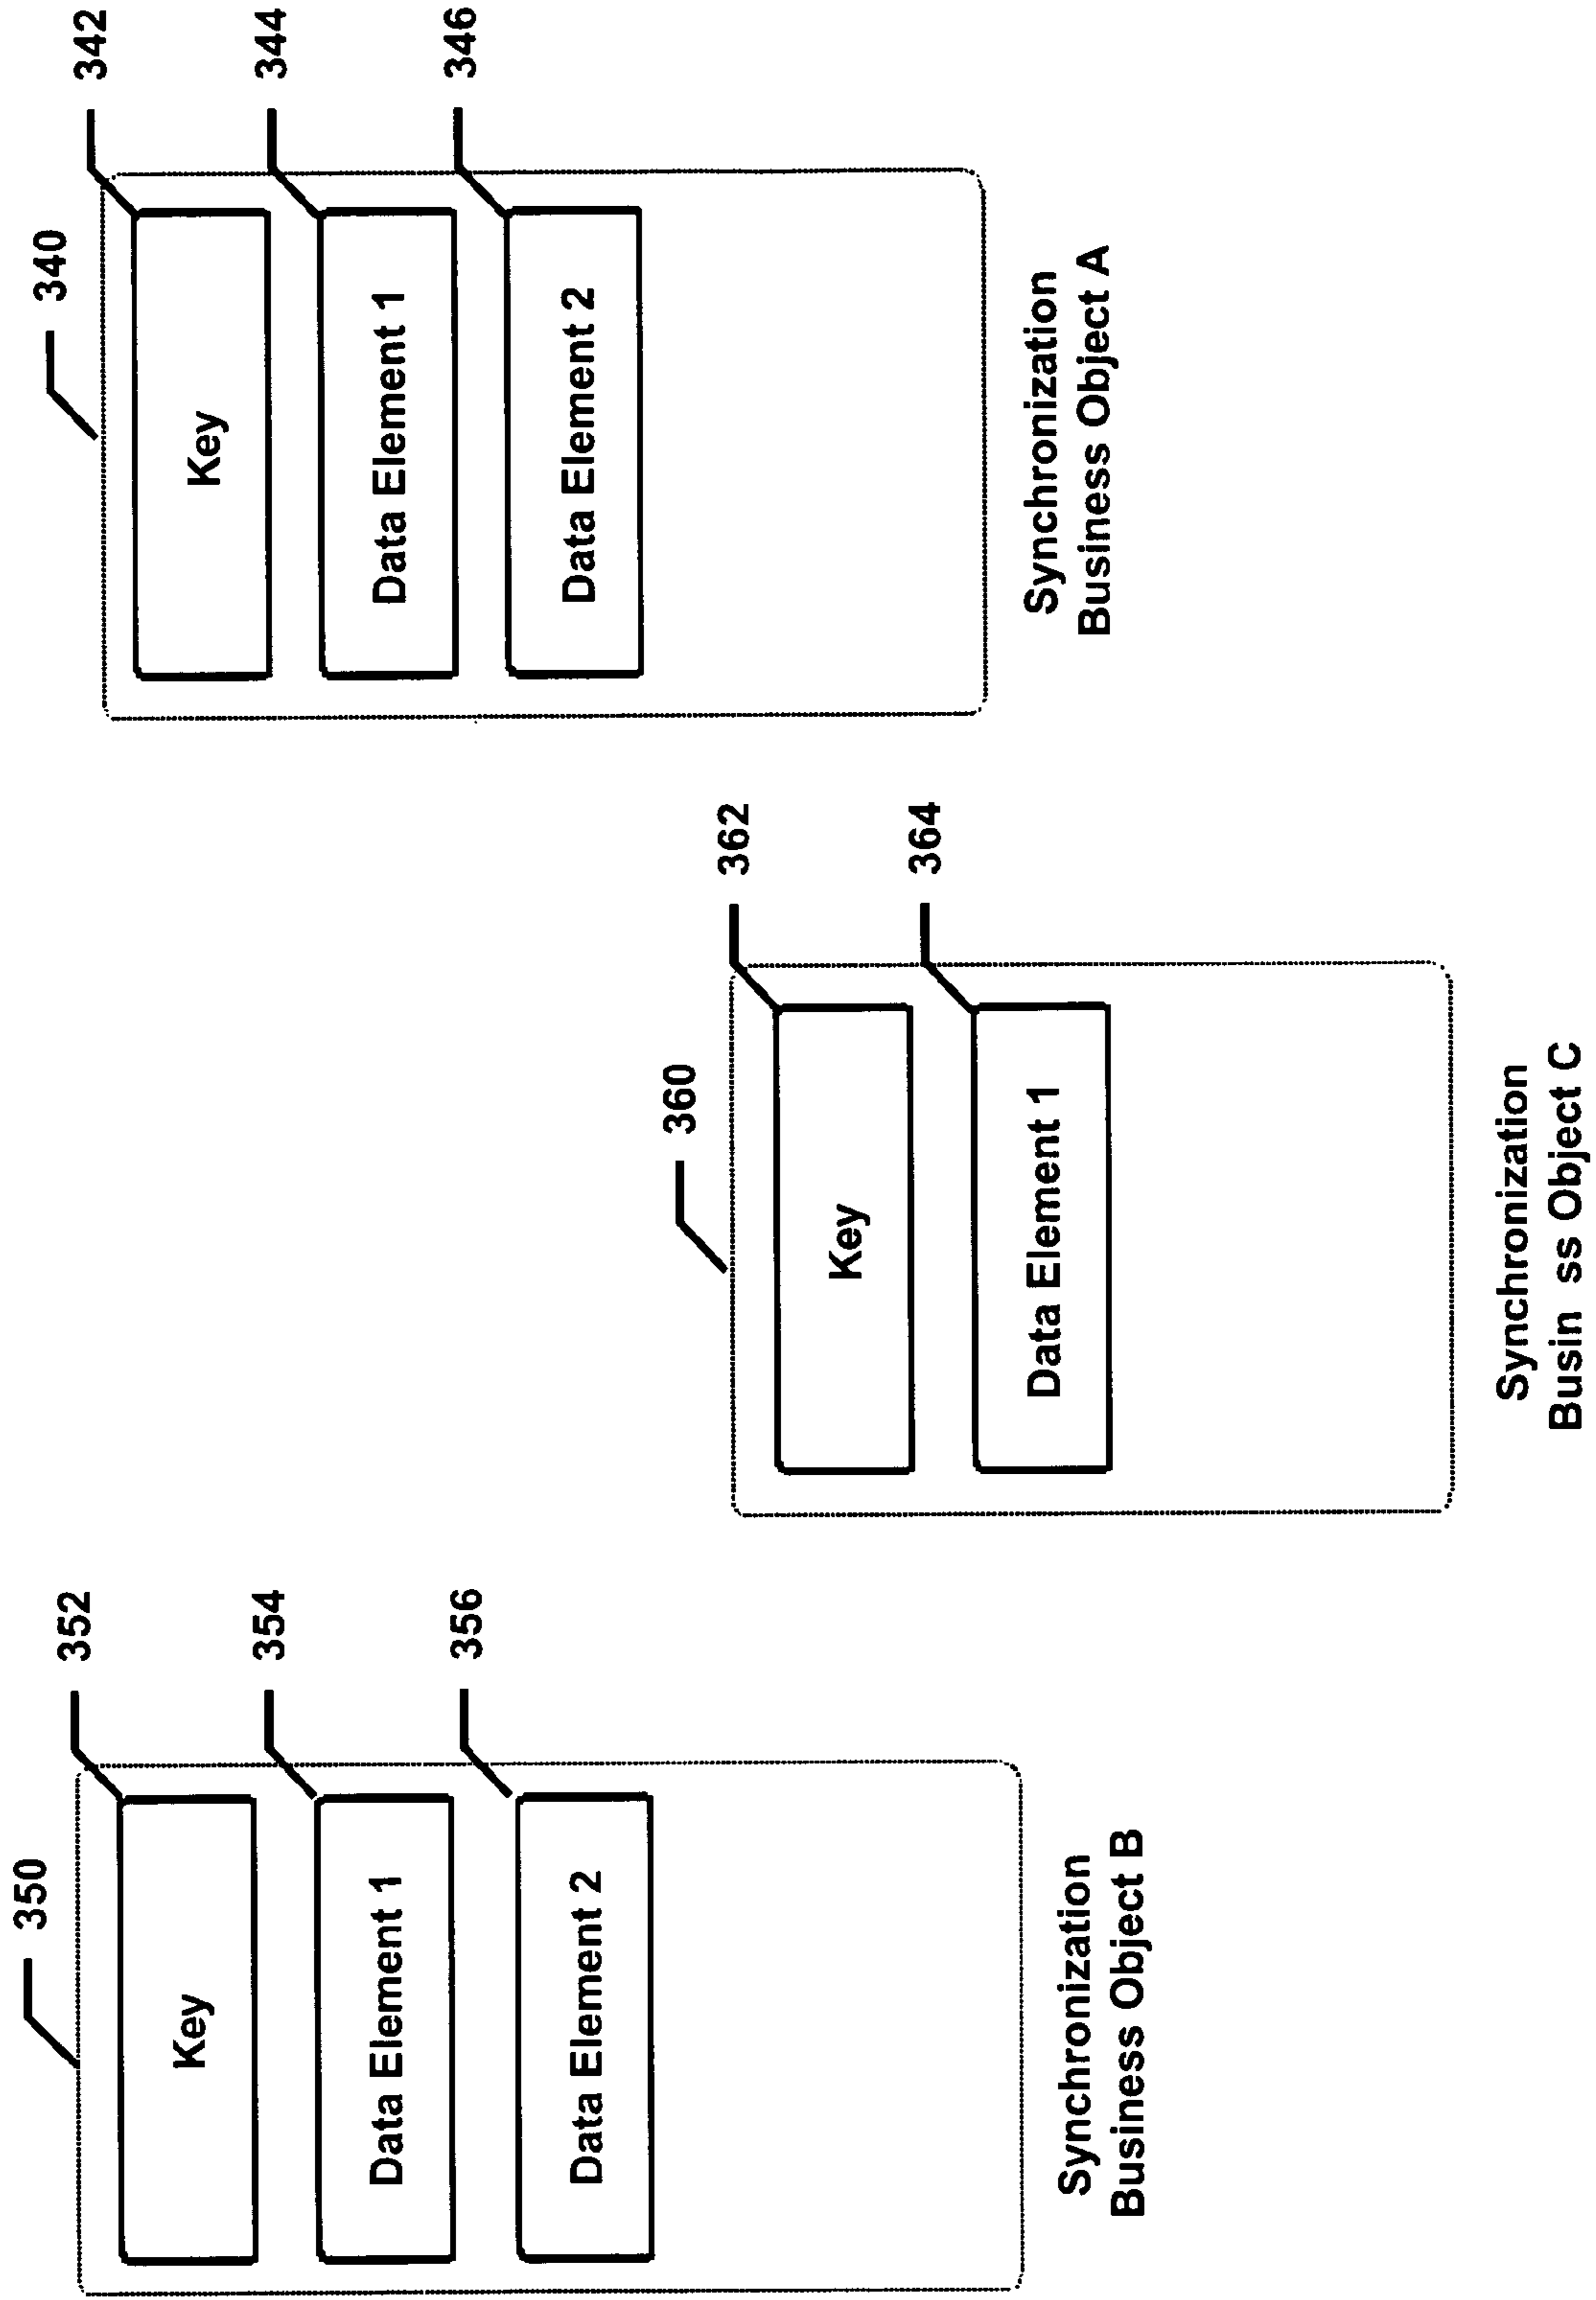 350
352
Key
354
Data Element 1
356
Data Element 2
Synchronization
Business Object B
360
362
Key
364
Data Element 1
Synchronization
Busin ss Object C
340
342
Key
344
Data Element 1
346
Data Element 2
Synchronization
Business Object A